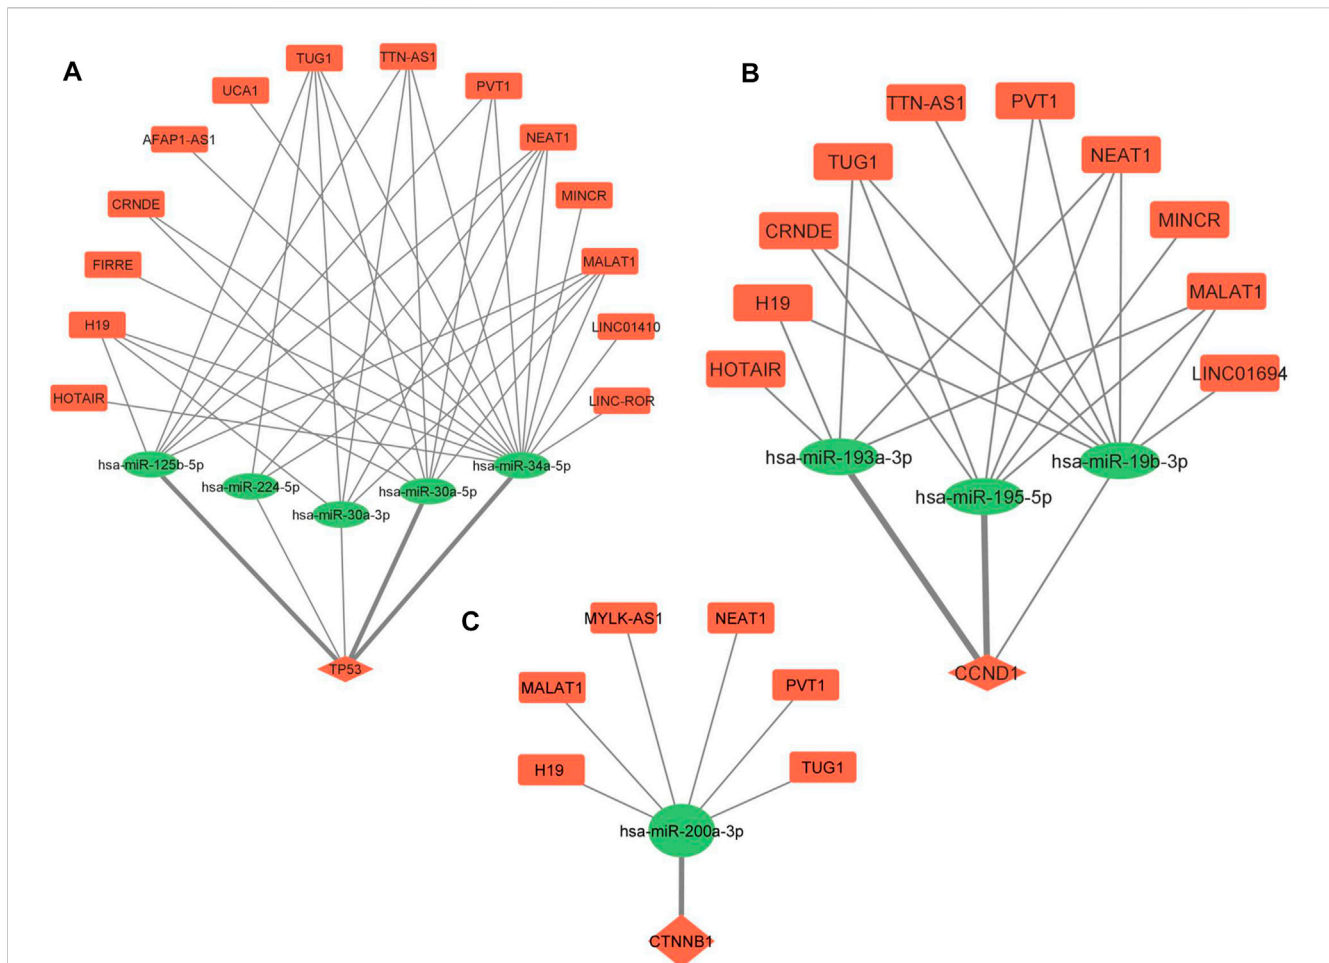 A
TUG1
TTN-AS1
UCA1
PVT1
AFAP1-AS1
NEAT1
CRNDE
MINCR
FIRRE
MALAT1
H19
LINC01410
HOTAIR
LINC-ROR
hsa-miR-125b-5p
hsa-miR-224-5p
hsa-miR-30a-3p
hsa-miR-30a-5p
hsa-miR-34a-5p
TP53
B
TTN-AS1
PVT1
TUG1
NEAT1
CRNDE
MINCR
H19
MALAT1
HOTAIR
LINC01694
hsa-miR-193a-3p
hsa-miR-195-5p
hsa-miR-19b-3p
CCND1
C
MYLK-AS1
NEAT1
MALAT1
PVT1
H19
TUG1
hsa-miR-200a-3p
CTNNB1